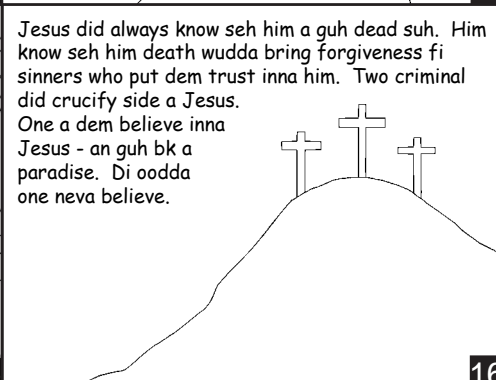 Jesus did always know seh him a guh dead suh.  Him
know seh him death wudda bring forgiveness fi
sinners who put dem trust inna him.  Two criminal
did crucify side a Jesus.
One a dem believe inna
Jesus - an guh bk a
paradise.  Di oodda
one neva believe.
16